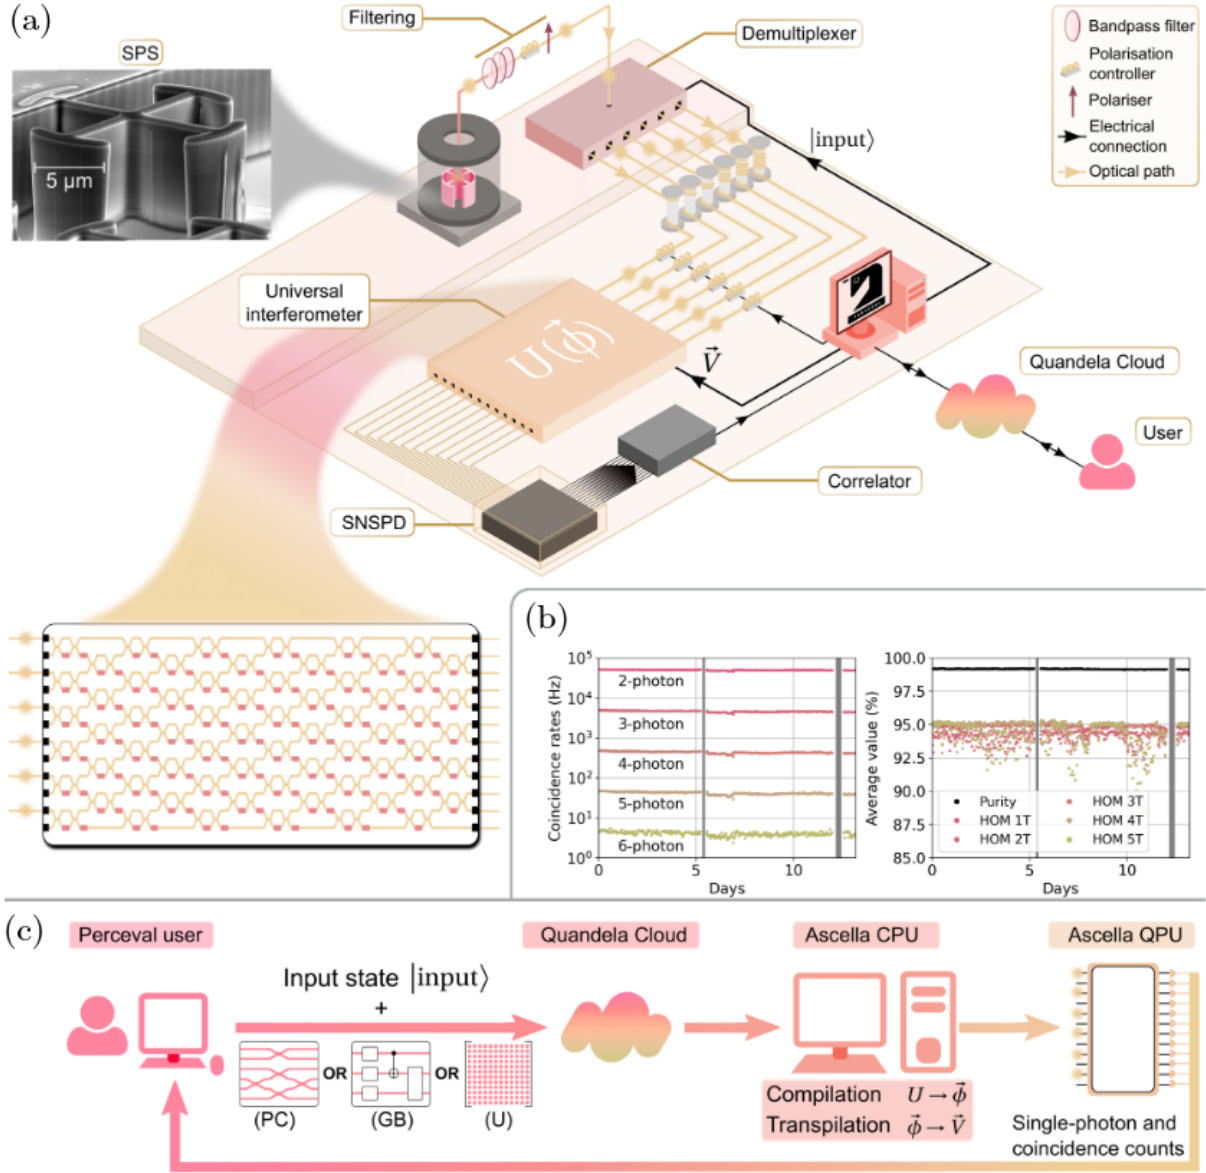 (a)
Filtering
SPS
5 µm
Demultiplexer
Bandpass filter
Polarisation
controller
Polariser
Electrical
connection
Optical path
|input⟩
Universal
interferometer
U(ϕ⃗)
V⃗
Quandela Cloud
User
Correlator
SNSPD
(b)
Coincidence rates (Hz)
10⁵
10⁴
10³
10²
10¹
10⁰
2-photon
3-photon
4-photon
5-photon
6-photon
0
5
10
Days
Average value (%)
100.0
97.5
95.0
92.5
90.0
87.5
85.0
Purity
HOM 1T
HOM 2T
HOM 3T
HOM 4T
HOM 5T
0
5
10
Days
(c)
Perceval user
Quandela Cloud
Ascella CPU
Ascella QPU
Input state |input⟩
+
OR
OR
(PC)
(GB)
(U)
Compilation U → ϕ⃗
Transpilation ϕ⃗ → V⃗
Single-photon and
coincidence counts